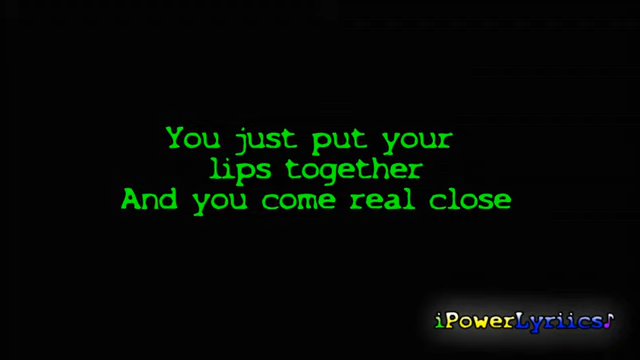 You just put your
lips together
And you come real close
iPowerLyriics♪